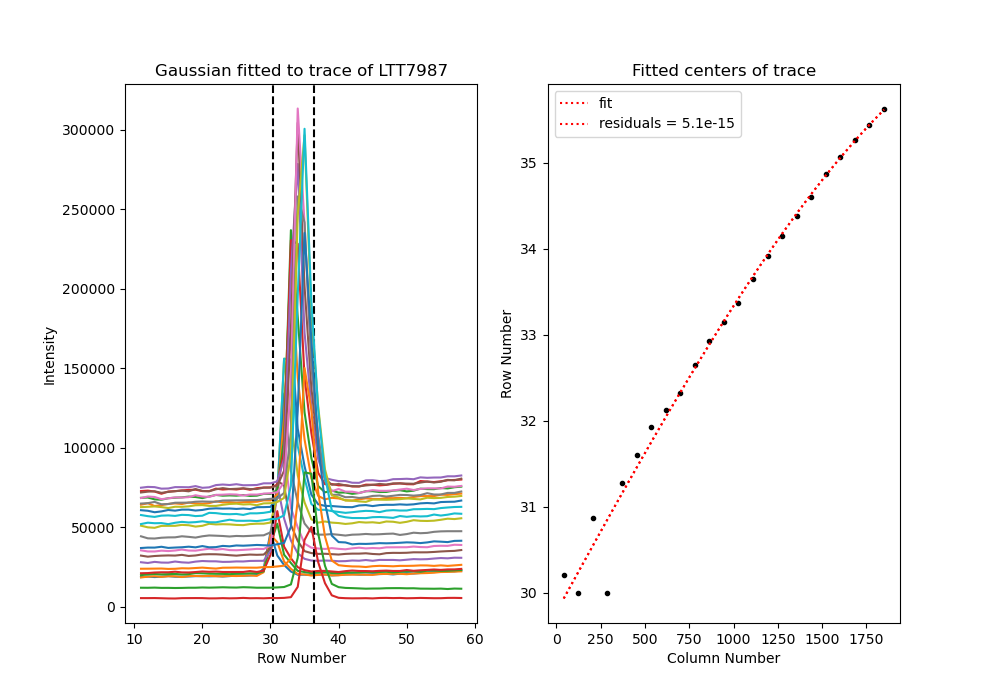 Gaussian fitted to trace of LTT7987
Intensity
300000
250000
200000
150000
100000
50000
0
10 20 30 40 50 60
Row Number
Fitted centers of trace
fit
residuals = 5.1e-15
Row Number
35
34
33
32
31
30
0 250 500 750 1000 1250 1500 1750
Column Number